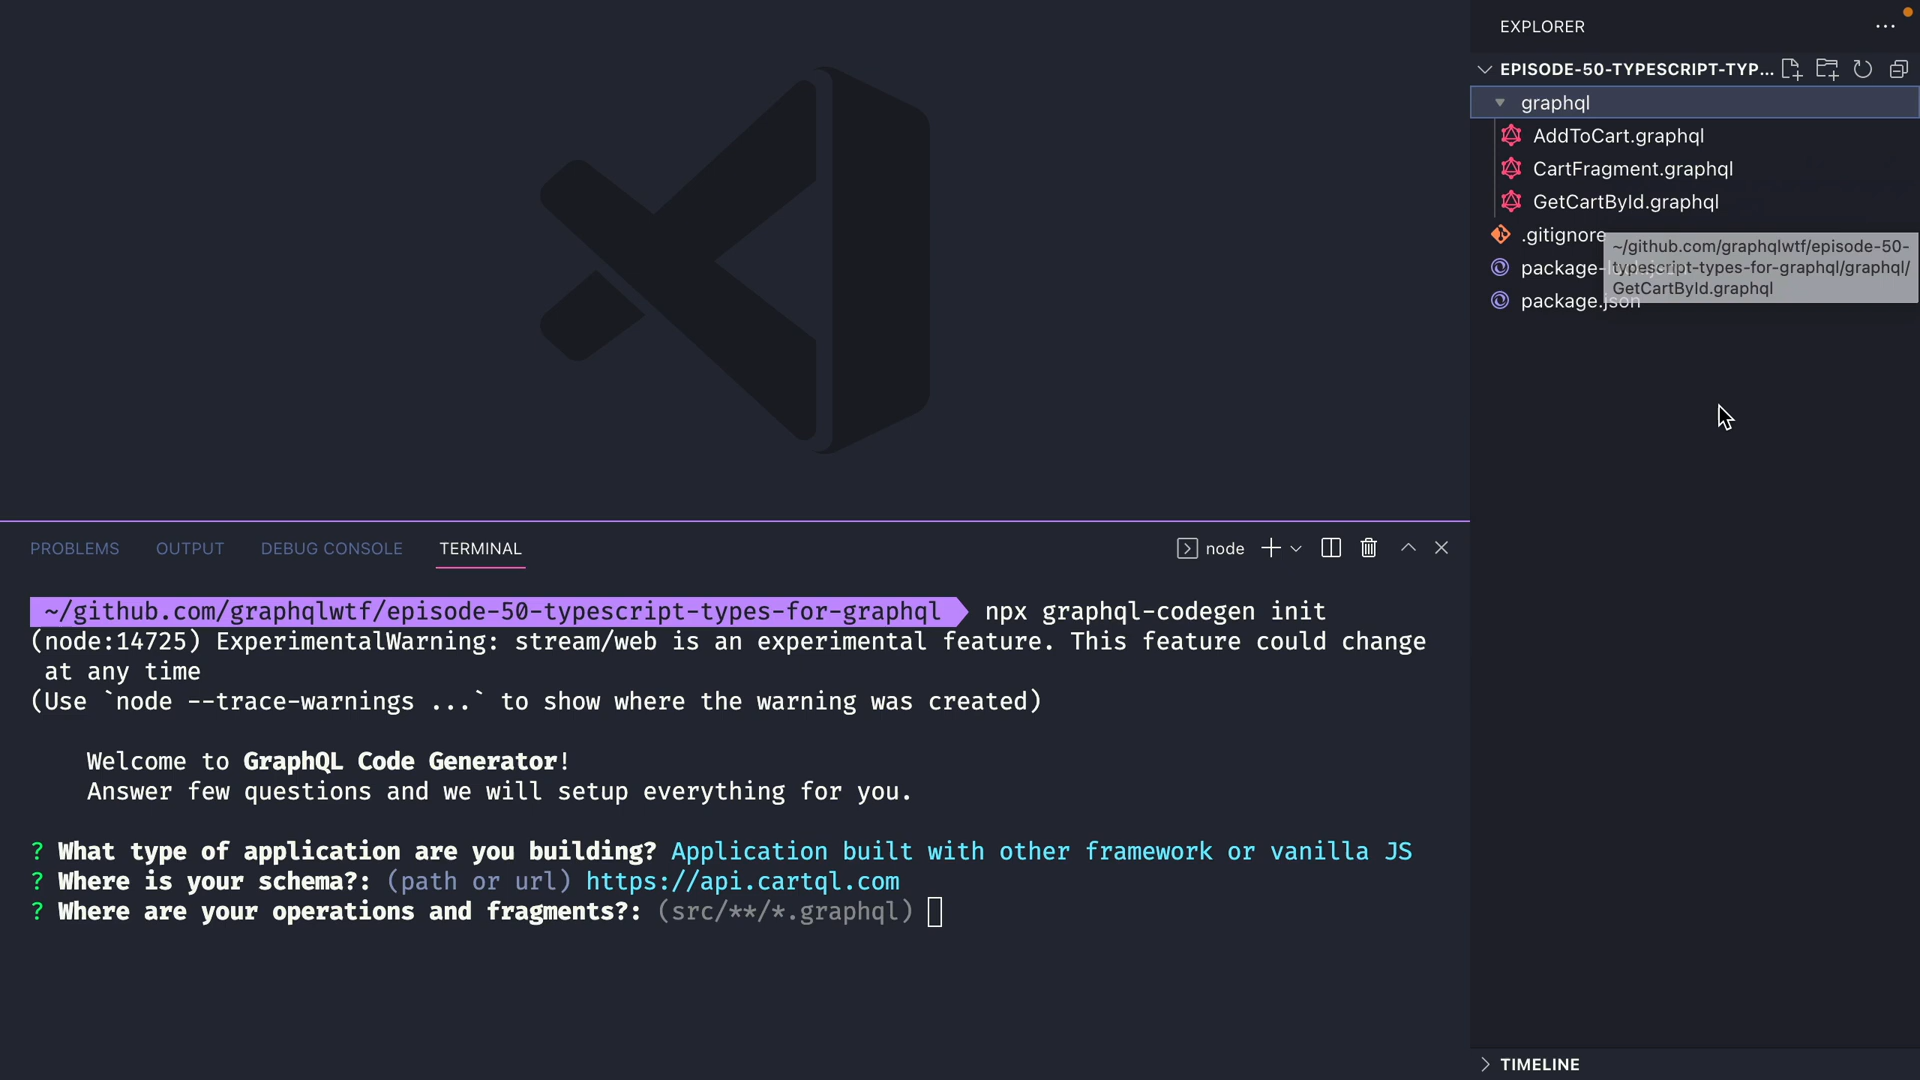 EXPLORER
EPISODE-50-TYPESCRIPT-TYP...
graphql
AddToCart.graphql
CartFragment.graphql
GetCartById.graphql
.gitignore
~/github.com/graphqlwtf/episode-50-
typescript-types-for-graphql/graphql/
GetCartById.graphql
package-
package.json
PROBLEMS
OUTPUT
DEBUG CONSOLE
TERMINAL
node
~/github.com/graphqlwtf/episode-50-typescript-types-for-graphql npx graphql-codegen init
(node:14725) ExperimentalWarning: stream/web is an experimental feature. This feature could change
at any time
(Use `node --trace-warnings ...` to show where the warning was created)
Welcome to GraphQL Code Generator!
Answer few questions and we will setup everything for you.
? What type of application are you building? Application built with other framework or vanilla JS
? Where is your schema?: (path or url) https://api.cartql.com
? Where are your operations and fragments?: (src/**/*.graphql)
TIMELINE